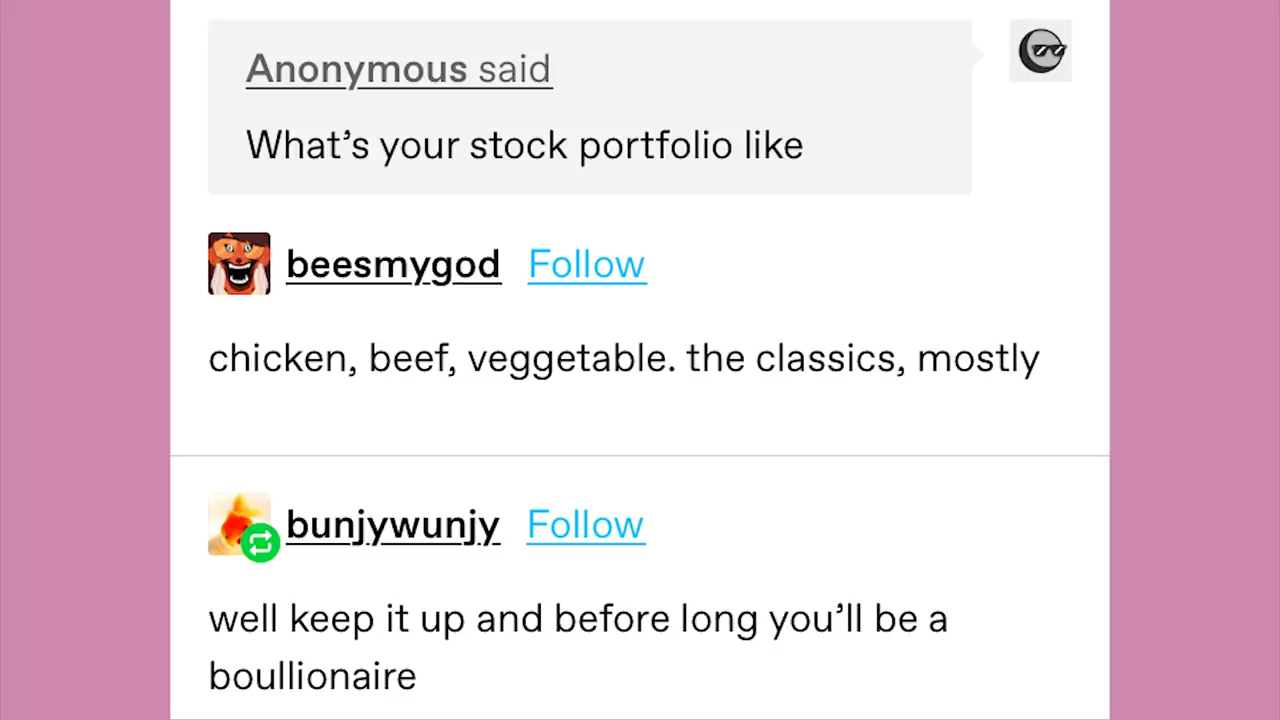 Anonymous said
What’s your stock portfolio like
beesmygod Follow
chicken, beef, veggetable. the classics, mostly
bunjywunjy Follow
well keep it up and before long you’ll be a
boullionaire